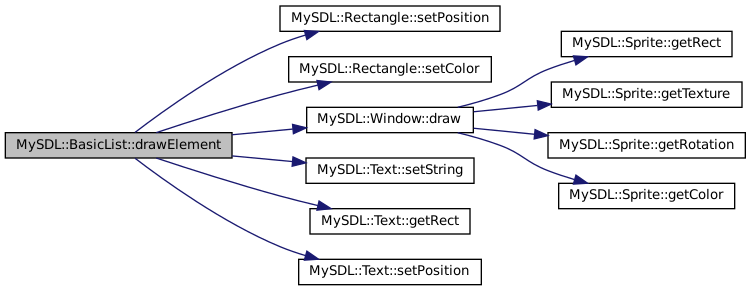 MySDL::BasicList::drawElement
MySDL::Rectangle::setPosition
MySDL::Rectangle::setColor
MySDL::Window::draw
MySDL::Sprite::getRect
MySDL::Sprite::getTexture
MySDL::Sprite::getRotation
MySDL::Sprite::getColor
MySDL::Text::setString
MySDL::Text::getRect
MySDL::Text::setPosition